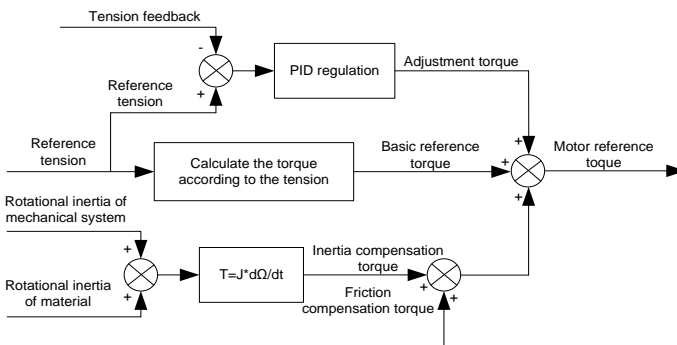 Tension feedback
-
+
PID regulation
Adjustment torque
+
Reference
tension
Reference
tension
Calculate the torque
according to the tension
Basic reference
torque
+
+
Motor reference
toque
Rotational inertia of
mechanical system
+
+
Rotational inertia
of material
T=J*dΩ/dt
Inertia compensation
torque
+
+
Friction
compensation torque